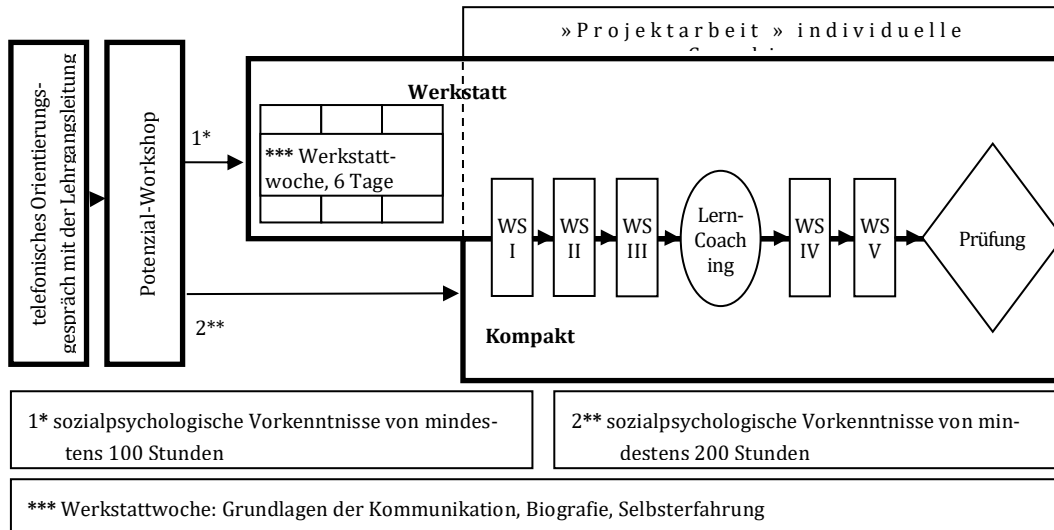 » P r o j e k t a r b e i t » i n d i v i d u e l l e
telefonisches Orientierungs-
gespräch mit der Lehrgangsleitung
Potenzial-Workshop
1*
2**
Werkstatt
*** Werkstatt-
woche, 6 Tage
WS
I
WS
II
WS
III
Lern-
Coach
ing
WS
IV
WS
V
Prüfung
Kompakt
1* sozialpsychologische Vorkenntnisse von mindes-
tens 100 Stunden
2** sozialpsychologische Vorkenntnisse von min-
destens 200 Stunden
*** Werkstattwoche: Grundlagen der Kommunikation, Biografie, Selbsterfahrung